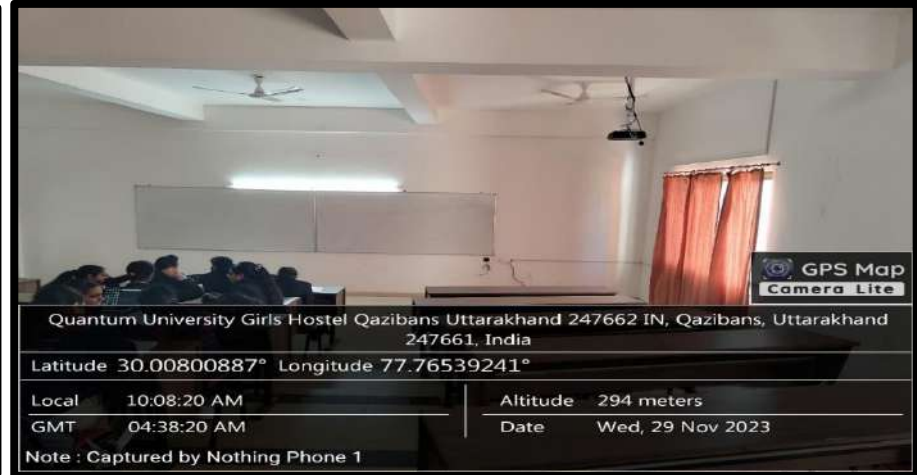 GPS Map
Camera Lite
Quantum University Girls Hostel Qazibans Uttarakhand 247662 IN, Qazibans, Uttarakhand
247661, India
Latitude 30.00800887° Longitude 77.76539241°
Local 10:08:20 AM
Altitude 294 meters
GMT 04:38:20 AM
Date Wed, 29 Nov 2023
Note : Captured by Nothing Phone 1